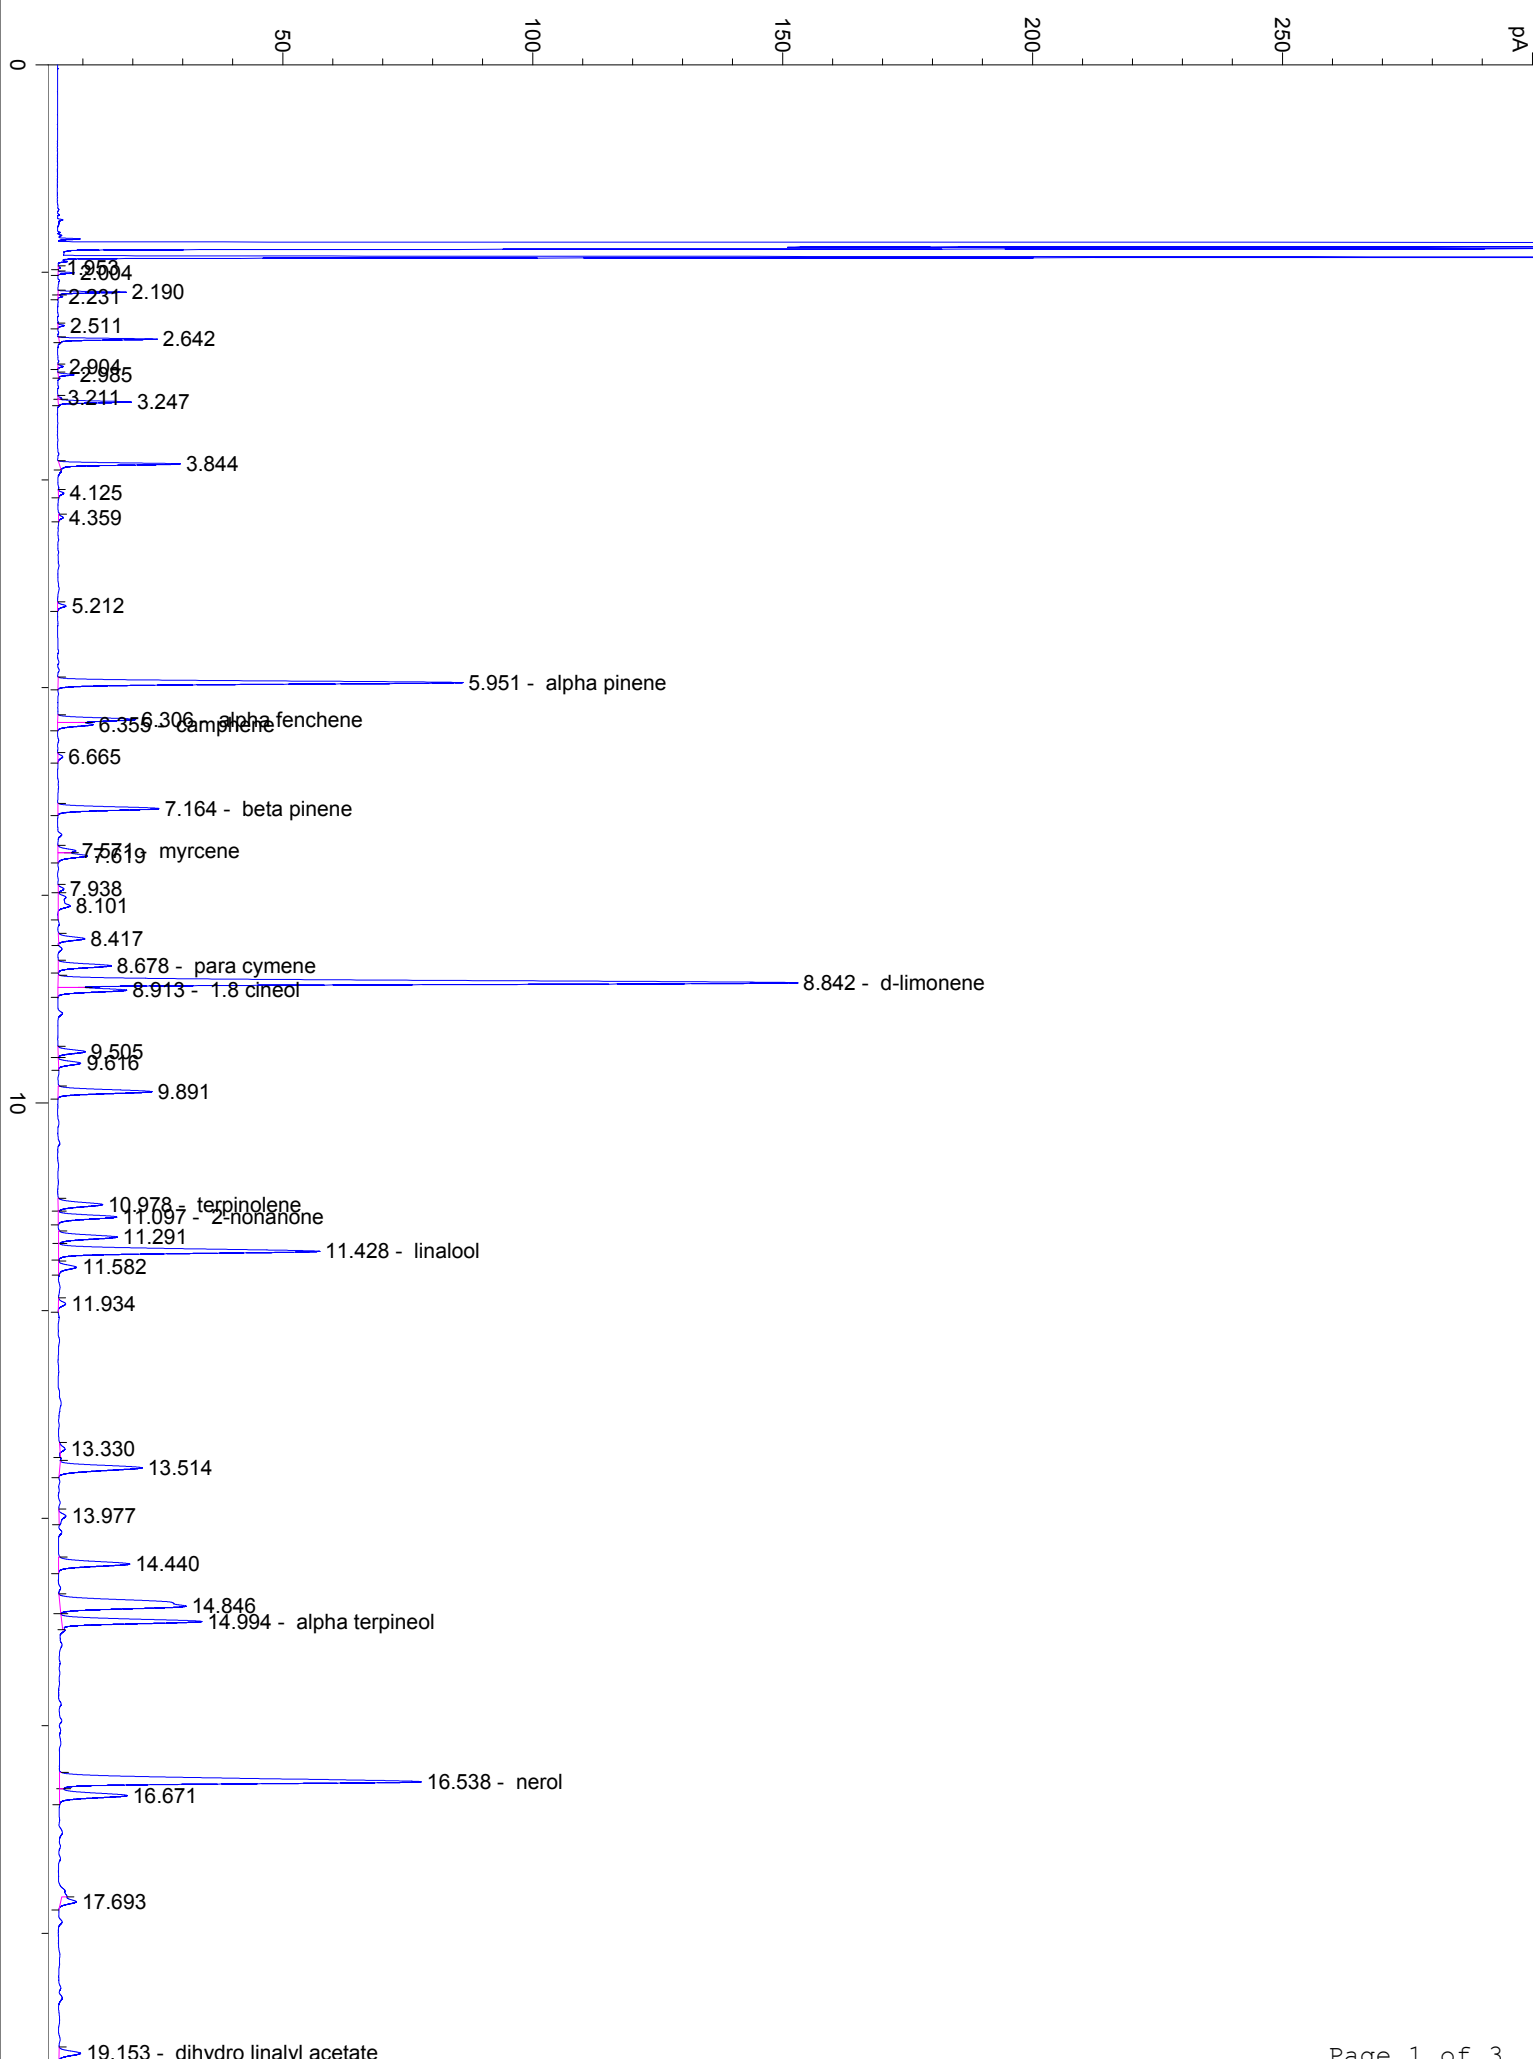 pA
50
100
150
200
250
0
1.953
2.004
2.190
2.231
2.511
2.642
2.904
2.985
3.211
3.247
3.844
4.125
4.359
5.212
5.951 - alpha pinene
6.306 - alpha fenchene
6.355 - camphene
6.665
7.164 - beta pinene
7.571 - myrcene
7.619
7.938
8.101
8.417
8.678 - para cymene
8.842 - d-limonene
8.913 - 1.8 cineol
9.505
9.616
9.891
10
10.978 - terpinolene
11.097 - 2-nonanone
11.291
11.428 - linalool
11.582
11.934
13.330
13.514
13.977
14.440
14.846
14.994 - alpha terpineol
16.538 - nerol
16.671
17.693
19.153 - dihydro linalyl acetate
Page 1 of 3